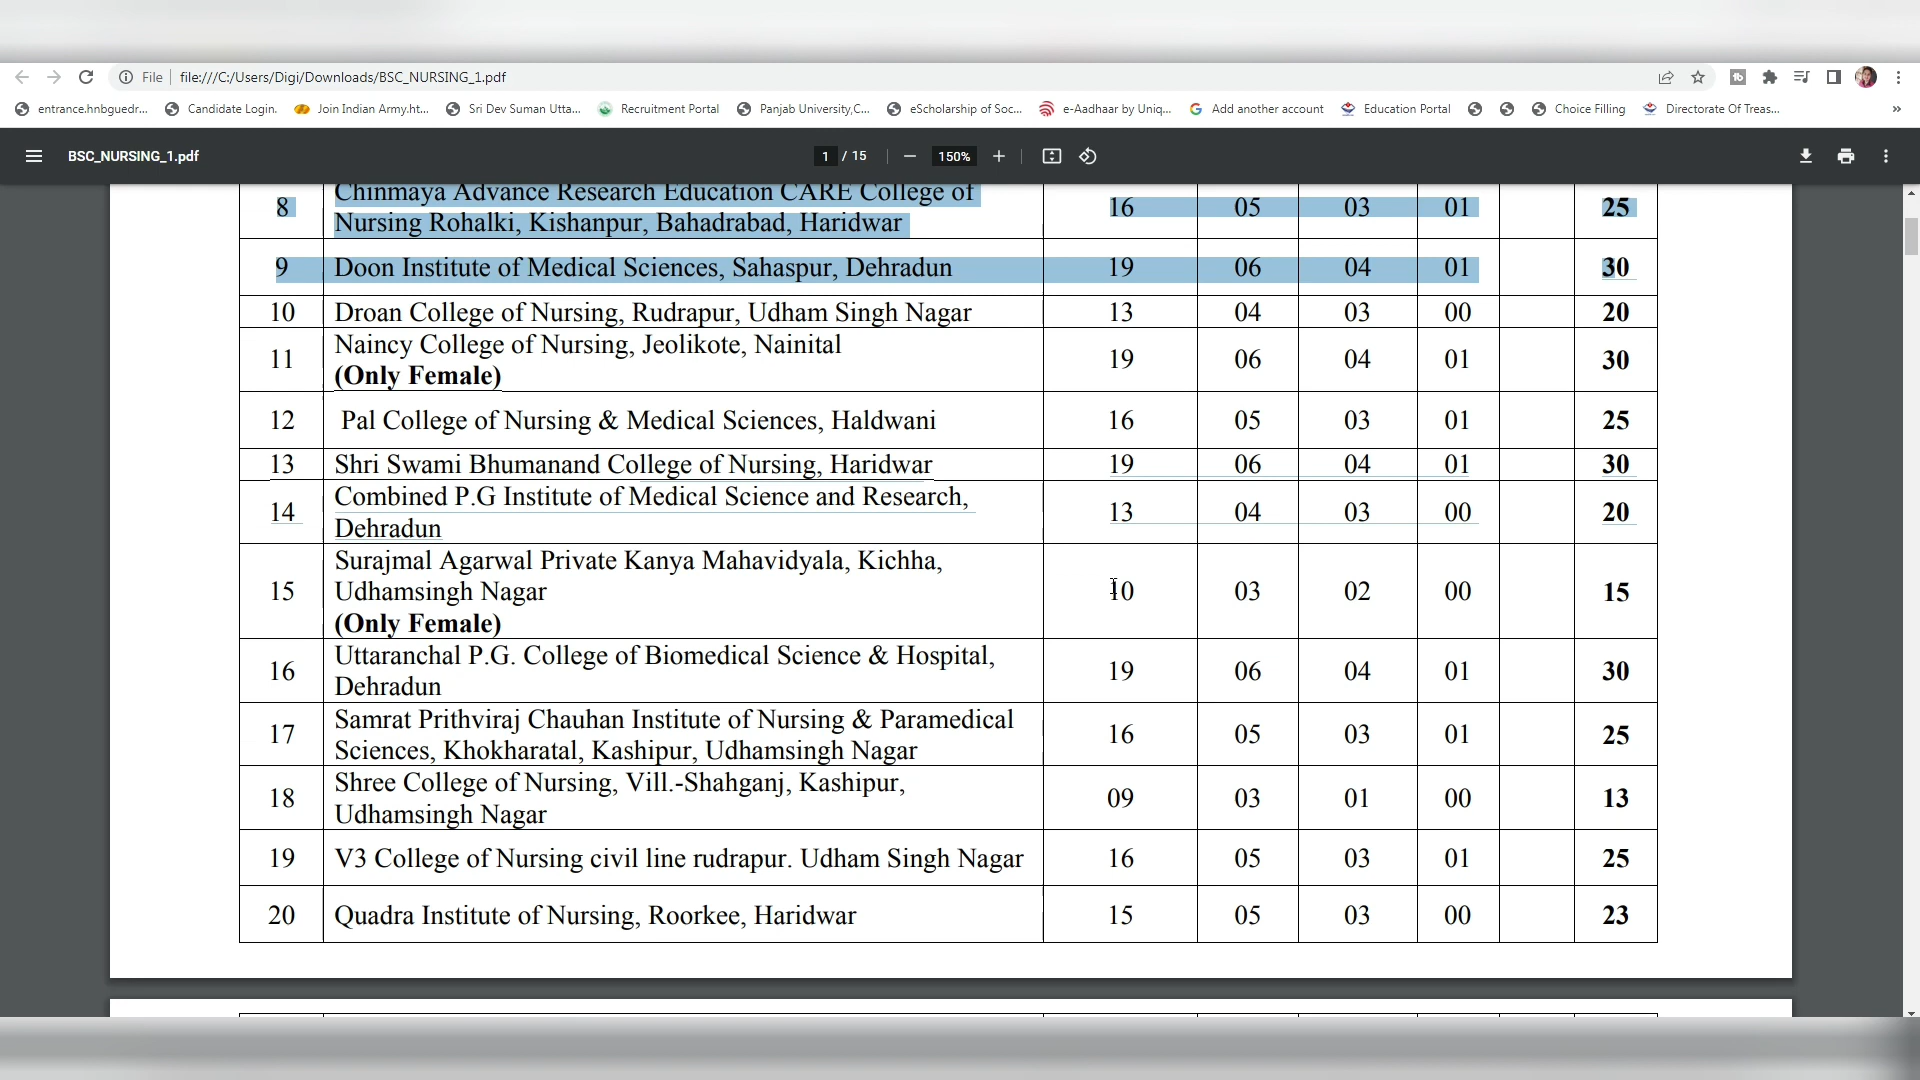 File file:///C:/Users/Digi/Downloads/BSC_NURSING_1.pdf
entrance.hnbguedr... Candidate Login. Join Indian Army.ht... Sri Dev Suman Utta... Recruitment Portal Panjab University,C... eScholarship of Soc... e-Aadhaar by Uniq... Add another account Education Portal Choice Filling Directorate Of Treas... »
BSC_NURSING_1.pdf 1 / 15 — 150% +
8 Chinmaya Advance Research Education CARE College of
Nursing Rohalki, Kishanpur, Bahadrabad, Haridwar 16 05 03 01 25
9 Doon Institute of Medical Sciences, Sahaspur, Dehradun 19 06 04 01 30
10 Droan College of Nursing, Rudrapur, Udham Singh Nagar 13 04 03 00 20
11 Naincy College of Nursing, Jeolikote, Nainital
(Only Female) 19 06 04 01 30
12 Pal College of Nursing & Medical Sciences, Haldwani 16 05 03 01 25
13 Shri Swami Bhumanand College of Nursing, Haridwar 19 06 04 01 30
14 Combined P.G Institute of Medical Science and Research,
Dehradun 13 04 03 00 20
15 Surajmal Agarwal Private Kanya Mahavidyala, Kichha,
Udhamsingh Nagar 10 03 02 00 15
(Only Female)
16 Uttaranchal P.G. College of Biomedical Science & Hospital,
Dehradun 19 06 04 01 30
17 Samrat Prithviraj Chauhan Institute of Nursing & Paramedical
Sciences, Khokharatal, Kashipur, Udhamsingh Nagar 16 05 03 01 25
18 Shree College of Nursing, Vill.-Shahganj, Kashipur,
Udhamsingh Nagar 09 03 01 00 13
19 V3 College of Nursing civil line rudrapur. Udham Singh Nagar 16 05 03 01 25
20 Quadra Institute of Nursing, Roorkee, Haridwar 15 05 03 00 23